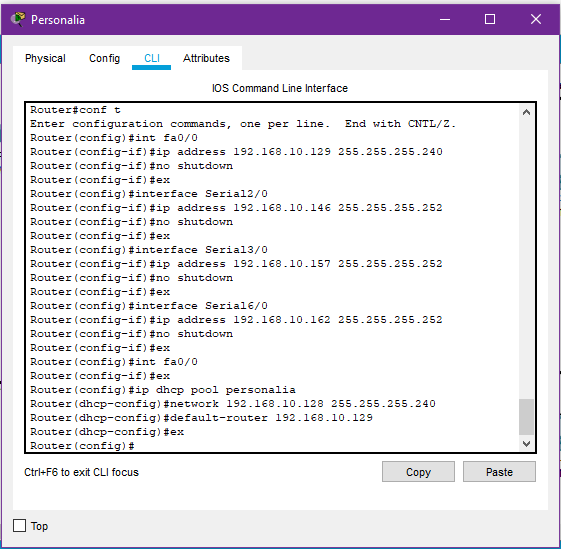 Personalia
Physical Config CLI Attributes
IOS Command Line Interface
Router#conf t
Enter configuration commands, one per line.  End with CNTL/Z.
Router(config)#int fa0/0
Router(config-if)#ip address 192.168.10.129 255.255.255.240
Router(config-if)#no shutdown
Router(config-if)#ex
Router(config)#interface Serial2/0
Router(config-if)#ip address 192.168.10.146 255.255.255.252
Router(config-if)#no shutdown
Router(config-if)#ex
Router(config)#interface Serial3/0
Router(config-if)#ip address 192.168.10.157 255.255.255.252
Router(config-if)#no shutdown
Router(config-if)#ex
Router(config)#interface Serial6/0
Router(config-if)#ip address 192.168.10.162 255.255.255.252
Router(config-if)#no shutdown
Router(config-if)#ex
Router(config)#int fa0/0
Router(config-if)#ex
Router(config)#ip dhcp pool personalia
Router(dhcp-config)#network 192.168.10.128 255.255.255.240
Router(dhcp-config)#default-router 192.168.10.129
Router(dhcp-config)#ex
Router(config)#
Ctrl+F6 to exit CLI focus Copy Paste
Top